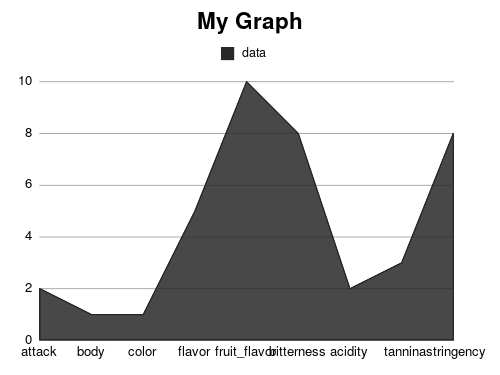 My Graph
data
10
8
6
4
2
0
attack body color flavor fruit_flavor bitterness acidity tannin astringency